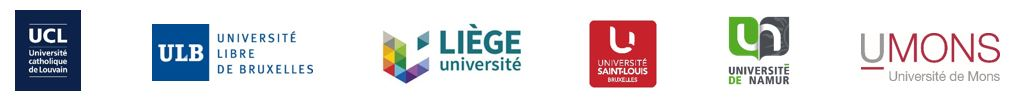 UCL
Université
catholique
de Louvain
ULB
UNIVERSITÉ
LIBRE
DE BRUXELLES
LIÈGE
université
UNIVERSITÉ
SAINT-LOUIS
BRUXELLES
UNIVERSITÉ
DE NAMUR
UMONS
Université de Mons